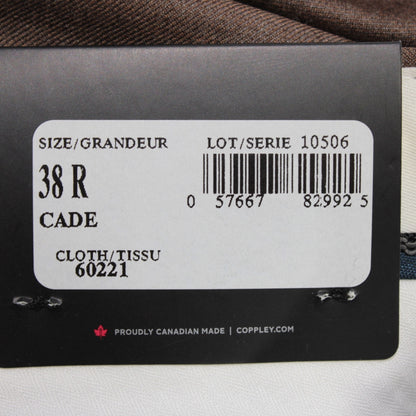 SIZE/GRANDEUR LOT/SERIE 10506
38 R
CADE
0 57667 82992 5
CLOTH/TISSU
60221
PROUDLY CANADIAN MADE | COPPLEY.COM